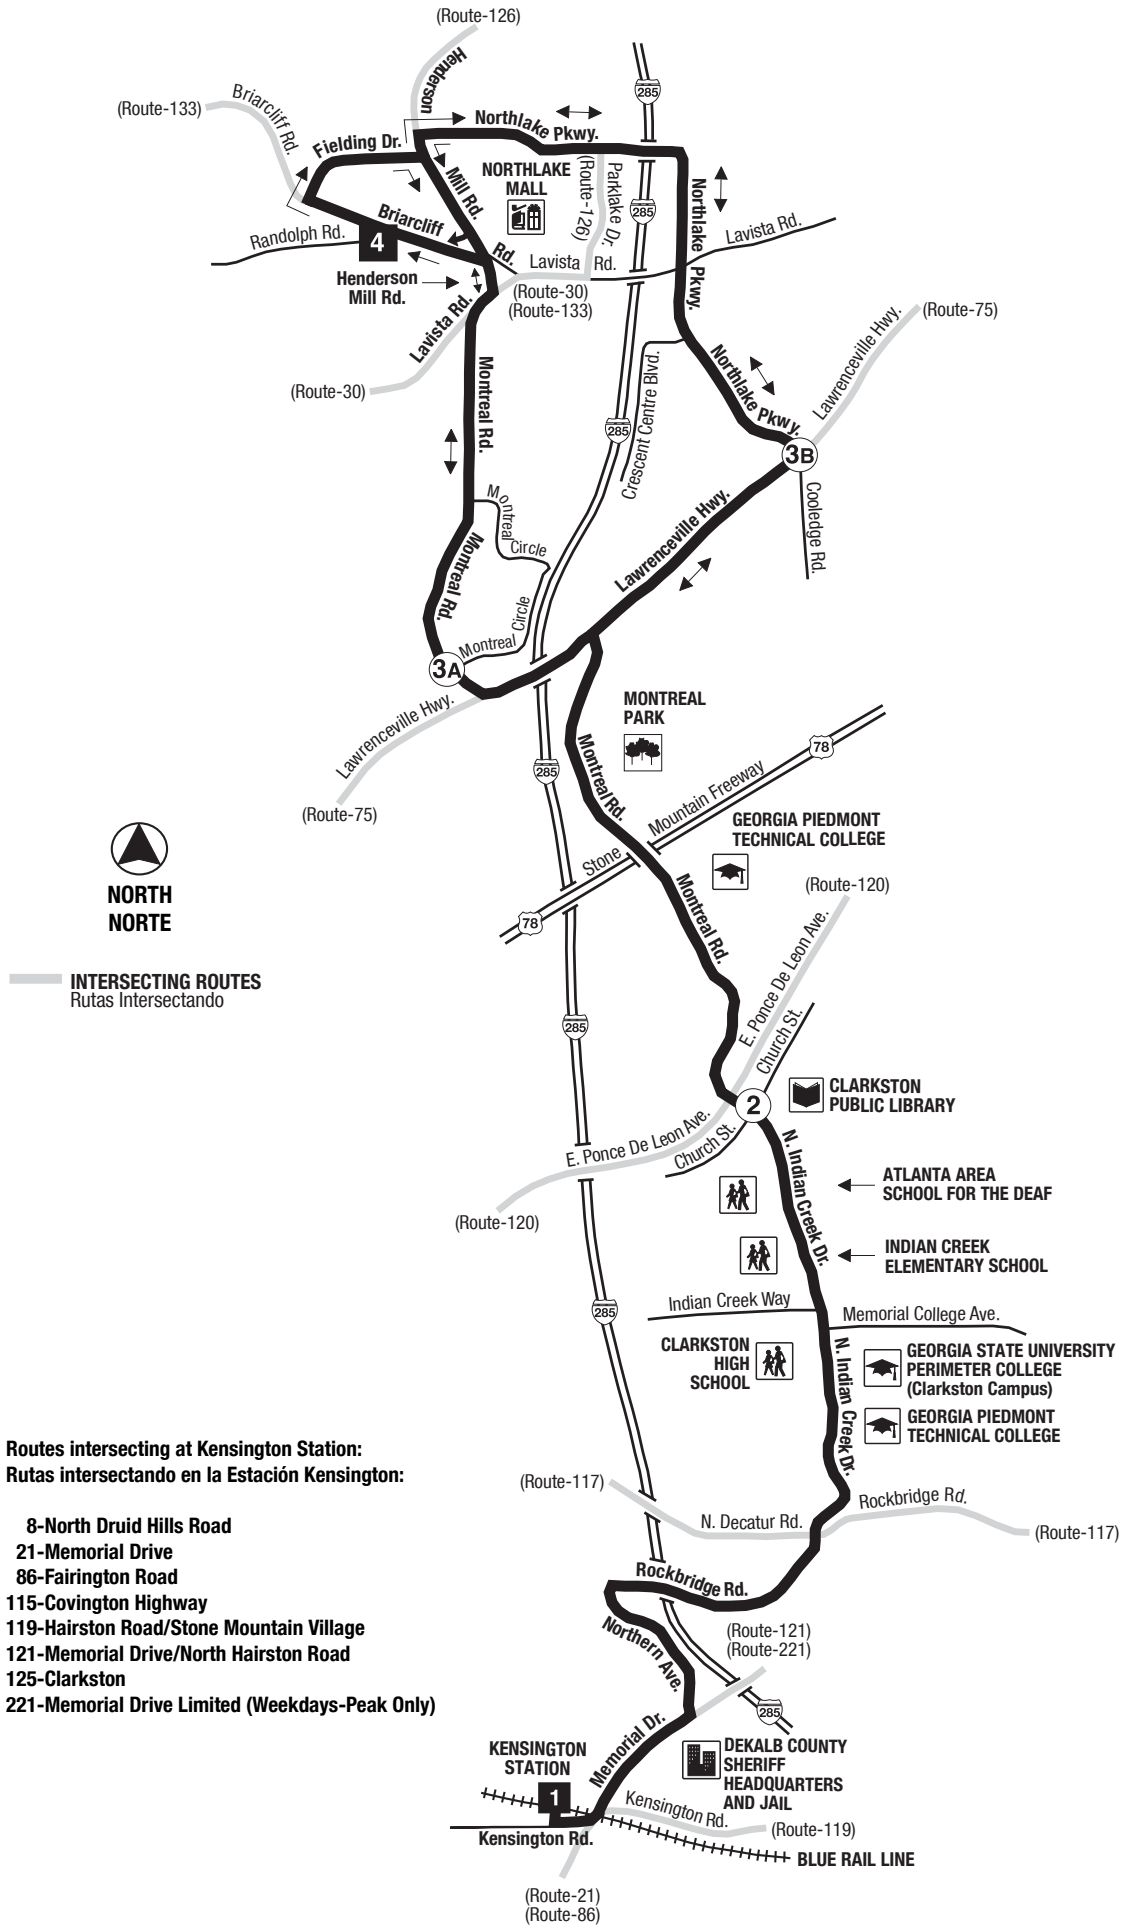 (Route-126)
Henderson
285
Briarcliff Rd.
(Route-133)
Northlake Pkwy.
Fielding Dr.
Mill Rd.
NORTHLAKE
MALL
(Route-126)
Parklake Dr.
Northlake Pkwy.
285
Briarcliff
Rd.
Randolph Rd.
4
Lavista Rd.
Lavista Rd.
Henderson
Mill Rd.
(Route-30)
(Route-133)
Lavista Rd.
(Route-30)
Lawrenceville Hwy.
(Route-75)
Montreal Rd.
Northlake Pkwy.
Crescent Centre Blvd.
285
3B
Cooledge Rd.
Montreal
Circle
Lawrenceville Hwy.
Montreal Rd.
Montreal Circle
3A
Lawrenceville Hwy.
(Route-75)
MONTREAL
PARK
285
Montreal Rd.
78
Stone Mountain Freeway
GEORGIA PIEDMONT
TECHNICAL COLLEGE
78
Montreal Rd.
(Route-120)
NORTH
NORTE
INTERSECTING ROUTES
Rutas Intersectando
285
E. Ponce De Leon Ave.
Church St.
CLARKSTON
PUBLIC LIBRARY
2
E. Ponce De Leon Ave.
Church St.
(Route-120)
N. Indian Creek Dr.
ATLANTA AREA
SCHOOL FOR THE DEAF
INDIAN CREEK
ELEMENTARY SCHOOL
285
Indian Creek Way
Memorial College Ave.
CLARKSTON
HIGH
SCHOOL
N. Indian Creek Dr.
GEORGIA STATE UNIVERSITY
PERIMETER COLLEGE
(Clarkston Campus)
GEORGIA PIEDMONT
TECHNICAL COLLEGE
Routes intersecting at Kensington Station:
Rutas intersectando en la Estación Kensington:
8-North Druid Hills Road
21-Memorial Drive
86-Fairington Road
115-Covington Highway
119-Hairston Road/Stone Mountain Village
121-Memorial Drive/North Hairston Road
125-Clarkston
221-Memorial Drive Limited (Weekdays-Peak Only)
(Route-117)
N. Decatur Rd.
Rockbridge Rd.
(Route-117)
Rockbridge Rd.
Northern Ave.
(Route-121)
(Route-221)
285
Memorial Dr.
DEKALB COUNTY
SHERIFF
HEADQUARTERS
AND JAIL
KENSINGTON
STATION
1
Kensington Rd.
Kensington Rd.
(Route-119)
BLUE RAIL LINE
(Route-21)
(Route-86)